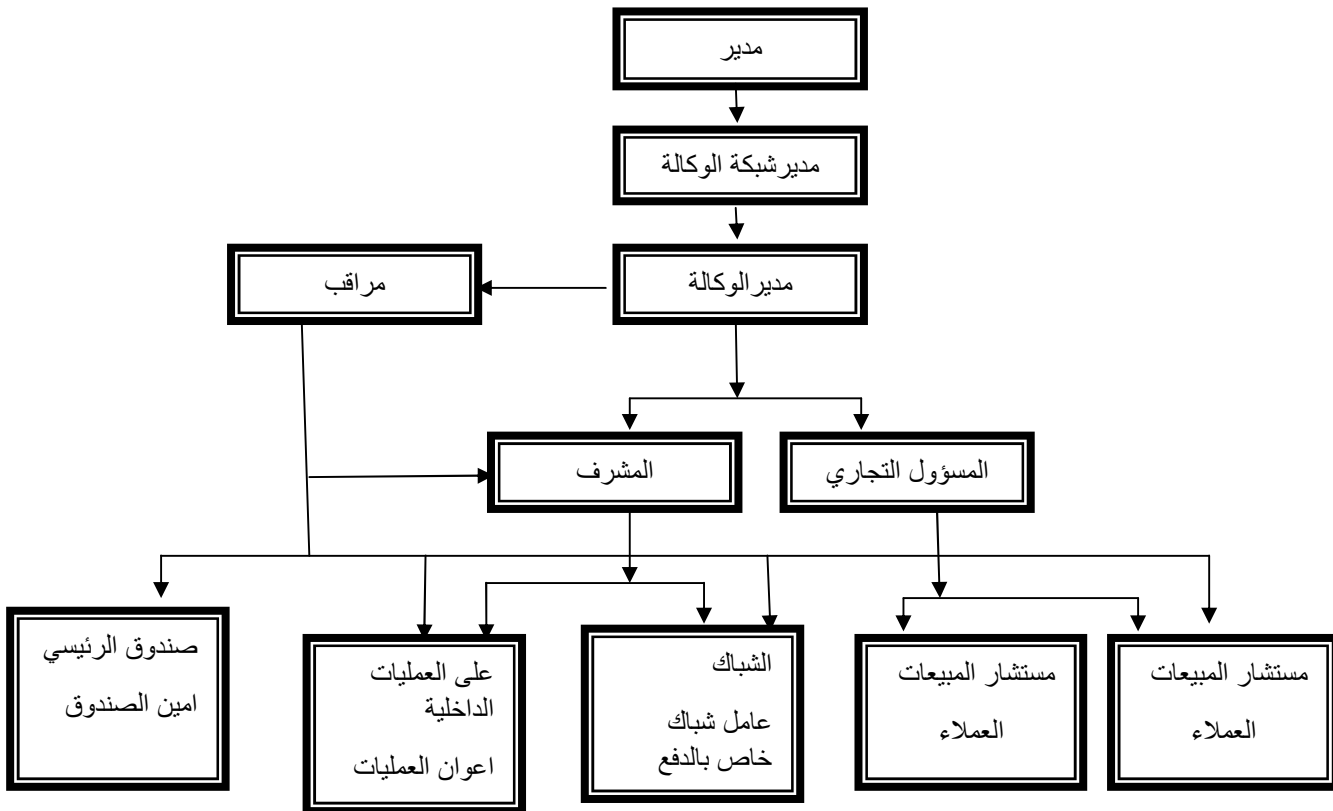 مدير
مديرشبكة الوكالة
مديرالوكالة
مراقب
المسؤول التجاري
المشرف
مستشار المبيعات
العملاء
مستشار المبيعات
العملاء
الشباك
عامل شباك
خاص بالدفع
على العمليات
الداخلية
اعوان العمليات
صندوق الرئيسي
امين الصندوق